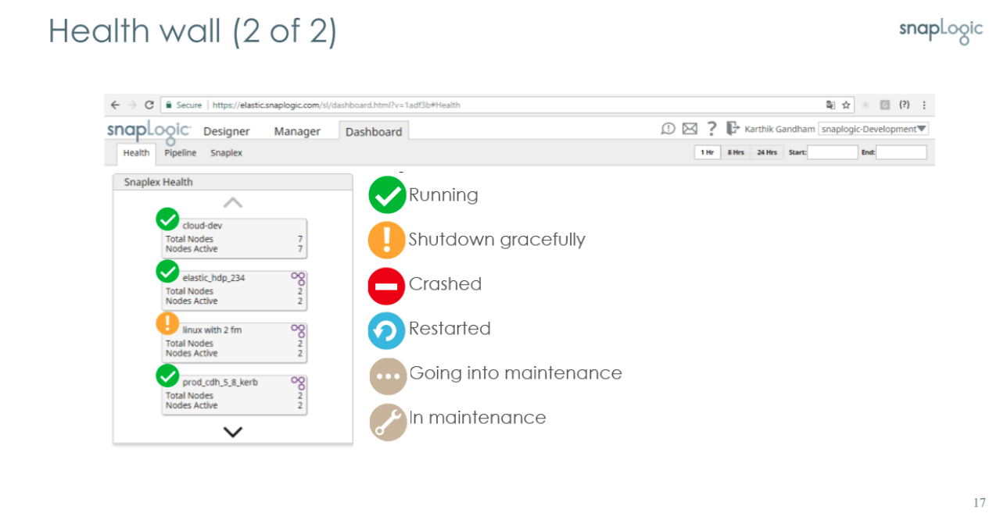 Health wall (2 of 2)
snapLogic
Secure | https://elastic.snaplogic.com/sl/dashboard.html?v=1adf3b#Health
{?}
snapLogic Designer Manager Dashboard
? Karthik Gandham snaplogic-Development
Health Pipeline Snaplex
1 Hr 8 Hrs 24 Hrs Start: End:
Snaplex Health
cloud-dev
Total Nodes 7
Nodes Active 7
elastic_hdp_234
Total Nodes 2
Nodes Active 2
linux with 2 fm
Total Nodes 2
Nodes Active 2
prod_cdh_5_8_kerb
Total Nodes 2
Nodes Active 2
Running
Shutdown gracefully
Crashed
Restarted
Going into maintenance
In maintenance
17